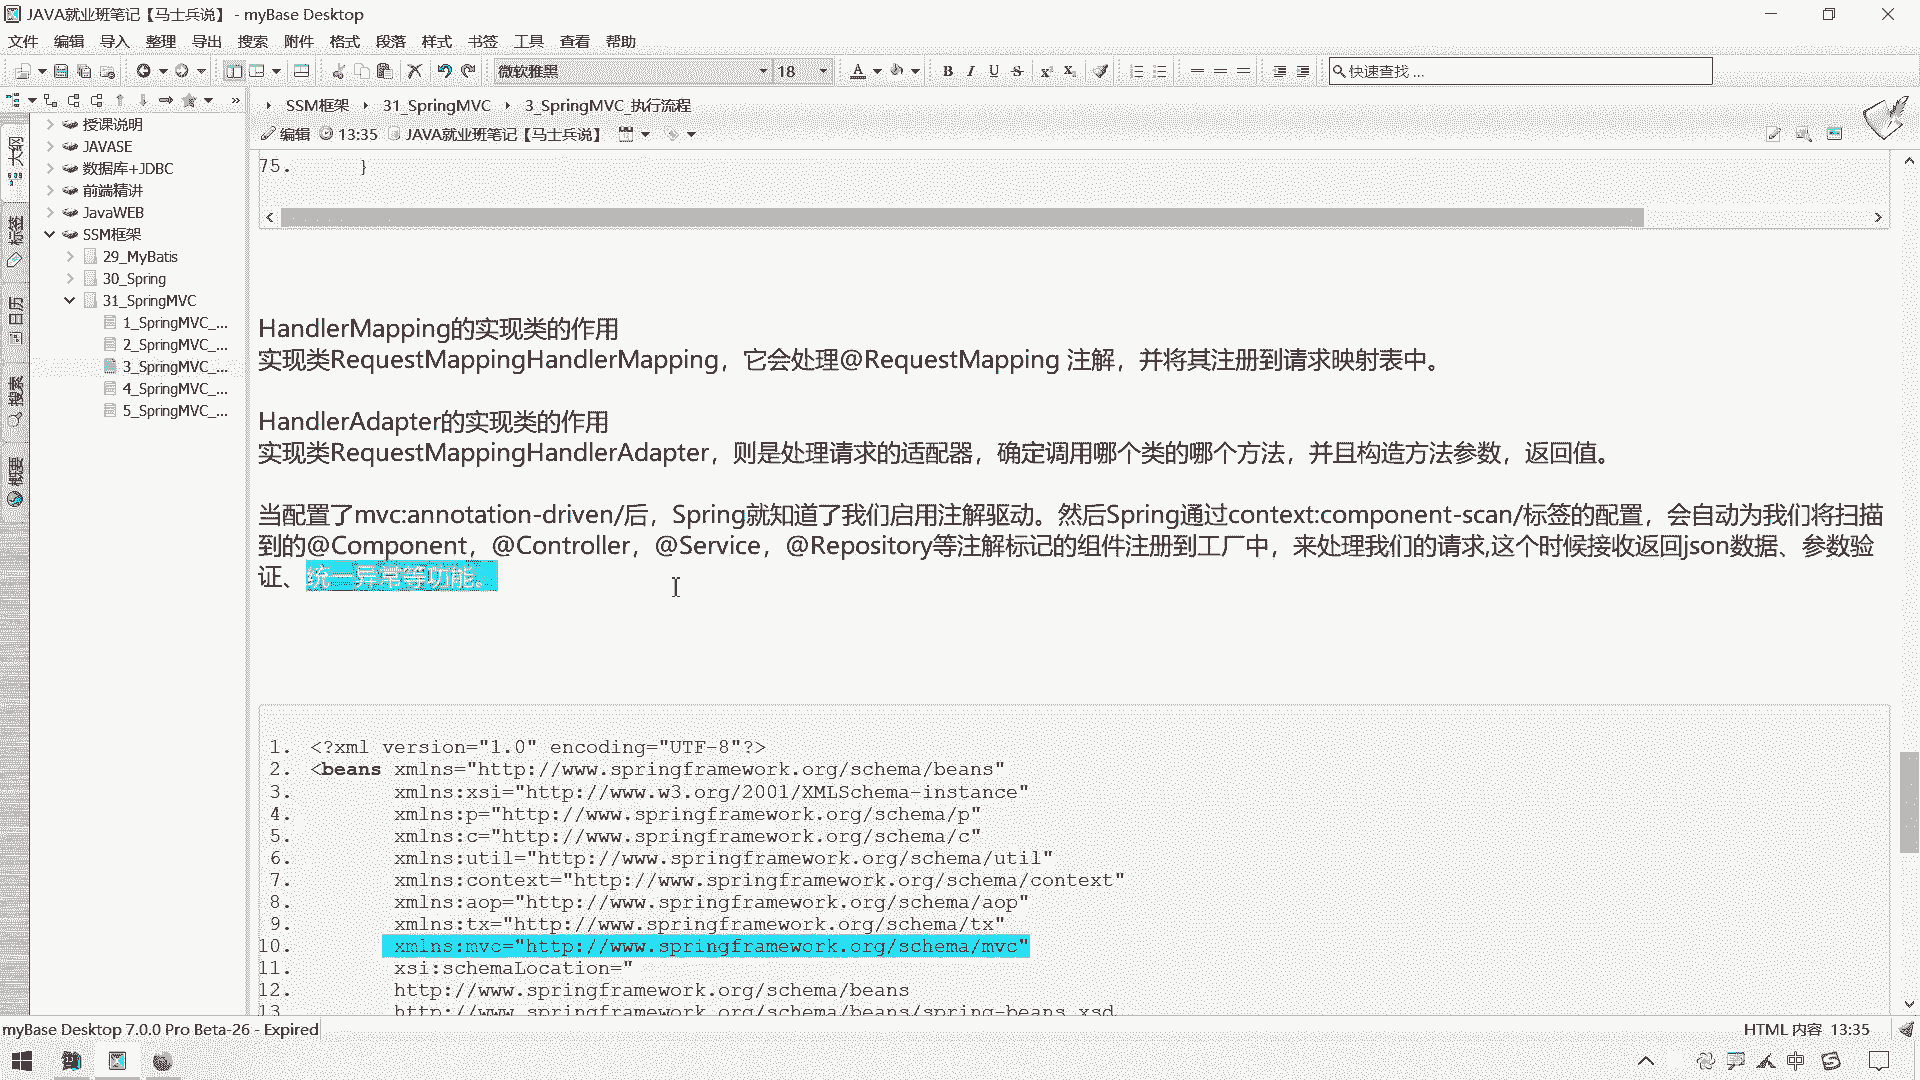 JAVA就业班笔记【马士兵说】 - myBase Desktop
文件 编辑 导入 整理 导出 搜索 附件 格式 段落 样式 书签 工具 查看 帮助
微软雅黑 18 B I U S 快速查找 ...
SSM框架 31_SpringMVC 3_SpringMVC_执行流程
编辑 13:35 JAVA就业班笔记【马士兵说】
大纲
标签
日历
搜索
概要
授课说明
JAVASE
数据库+JDBC
前端精讲
JavaWEB
SSM框架
29_MyBatis
30_Spring
31_SpringMVC
1_SpringMVC_...
2_SpringMVC_...
3_SpringMVC_...
4_SpringMVC_...
5_SpringMVC_...
75. }
HandlerMapping的实现类的作用
实现类RequestMappingHandlerMapping，它会处理@RequestMapping 注解，并将其注册到请求映射表中。
HandlerAdapter的实现类的作用
实现类RequestMappingHandlerAdapter，则是处理请求的适配器，确定调用哪个类的哪个方法，并且构造方法参数，返回值。
当配置了mvc:annotation-driven/后，Spring就知道了我们启用注解驱动。然后Spring通过context:component-scan/标签的配置，会自动为我们将扫描
到的@Component，@Controller，@Service，@Repository等注解标记的组件注册到工厂中，来处理我们的请求,这个时候接收返回json数据、参数验
证、统一异常等功能。
1. <?xml version="1.0" encoding="UTF-8"?>
2. <beans xmlns="http://www.springframework.org/schema/beans"
3. xmlns:xsi="http://www.w3.org/2001/XMLSchema-instance"
4. xmlns:p="http://www.springframework.org/schema/p"
5. xmlns:c="http://www.springframework.org/schema/c"
6. xmlns:util="http://www.springframework.org/schema/util"
7. xmlns:context="http://www.springframework.org/schema/context"
8. xmlns:aop="http://www.springframework.org/schema/aop"
9. xmlns:tx="http://www.springframework.org/schema/tx"
10. xmlns:mvc="http://www.springframework.org/schema/mvc"
11. xsi:schemaLocation="
12. http://www.springframework.org/schema/beans
13. http://www.springframework.org/schema/beans/spring-beans.xsd
myBase Desktop 7.0.0 Pro Beta-26 - Expired
HTML 内容 13:35
中